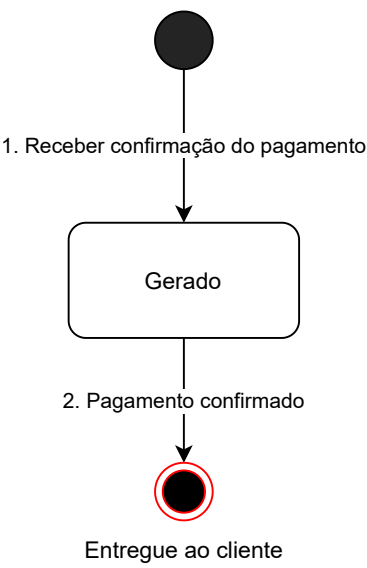 1. Receber confirmação do pagamento
Gerado
2. Pagamento confirmado
Entregue ao cliente